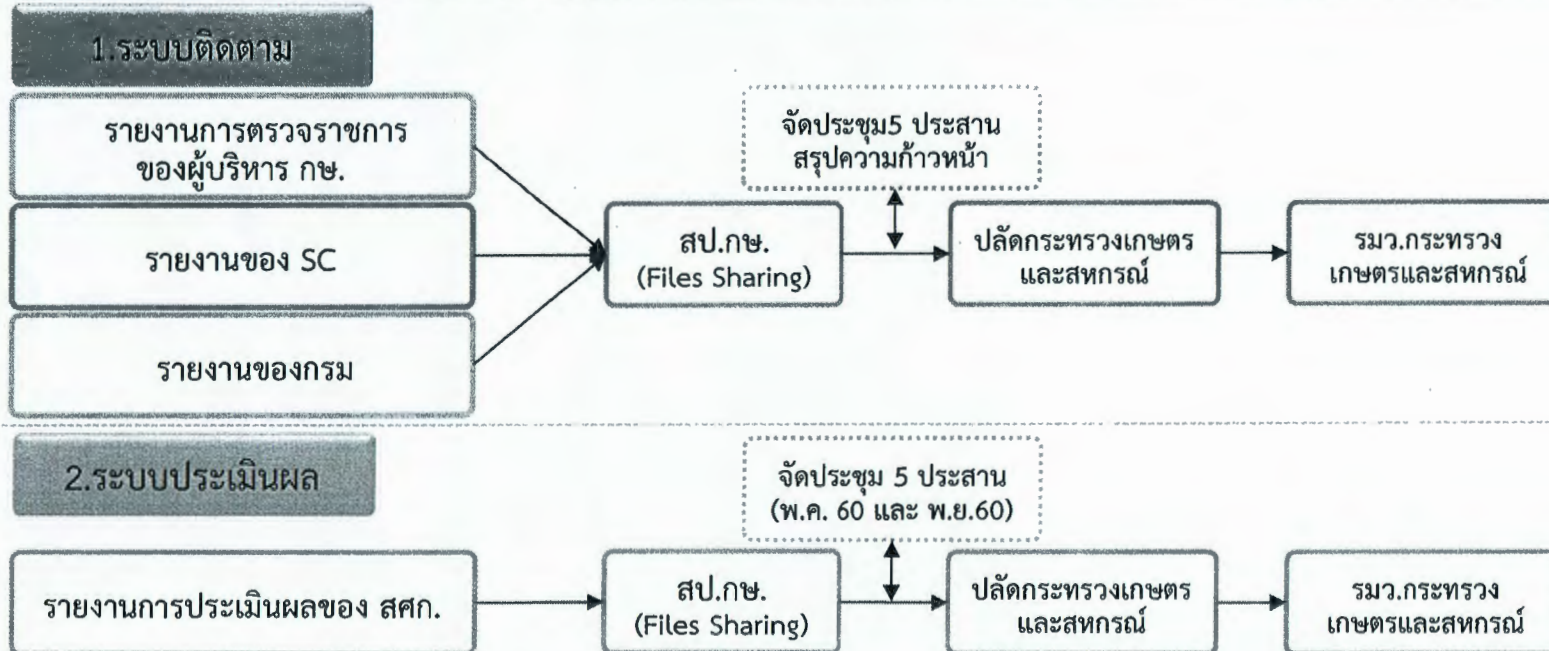 1.ระบบติดตาม
รายงานการตรวจราชการ
ของผู้บริหาร กษ.
รายงานของ SC
รายงานของกรม
สป.กษ.
(Files Sharing)
จัดประชุม5 ประสาน
สรุปความก้าวหน้า
ปลัดกระทรวงเกษตร
และสหกรณ์
รมว.กระทรวง
เกษตรและสหกรณ์
2.ระบบประเมินผล
รายงานการประเมินผลของ สศก.
สป.กษ.
(Files Sharing)
จัดประชุม 5 ประสาน
(พ.ค. 60 และ พ.ย.60)
ปลัดกระทรวงเกษตร
และสหกรณ์
รมว.กระทรวง
เกษตรและสหกรณ์